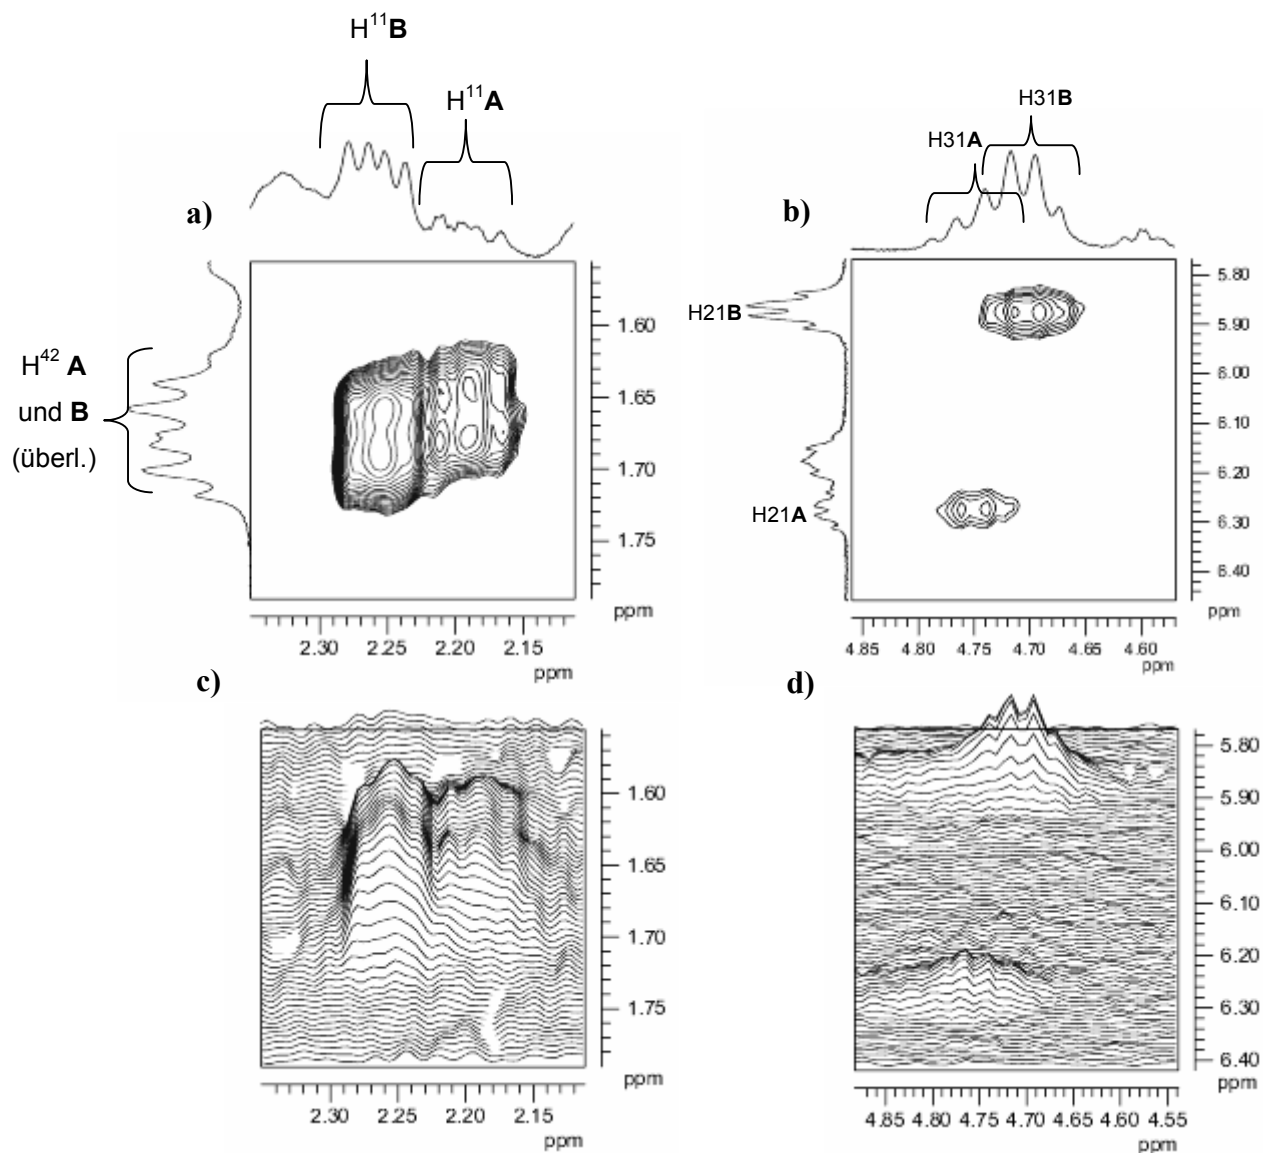 H¹¹B
H¹¹A
a)
H⁴² A
und B
(überl.)
1.60
1.65
1.70
1.75
ppm
2.30 2.25 2.20 2.15
ppm
H31B
H31A
b)
H21B
H21A
5.80
5.90
6.00
6.10
6.20
6.30
6.40
ppm
4.85 4.80 4.75 4.70 4.65 4.60
ppm
c)
1.60
1.65
1.70
1.75
ppm
2.30 2.25 2.20 2.15
ppm
d)
5.80
5.90
6.00
6.10
6.20
6.30
6.40
ppm
4.85 4.80 4.75 4.70 4.65 4.60 4.55
ppm